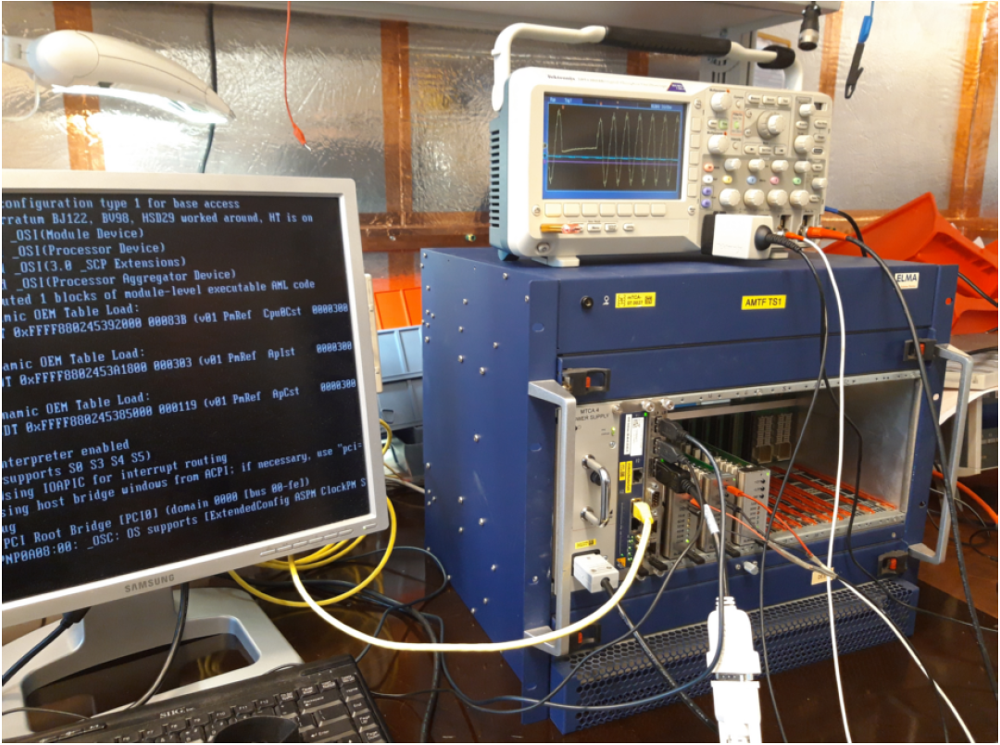 Tektronix
configuration type 1 for base access
rratum BJ122, BV98, HSD29 worked around, HT is on
_OSI(Module Device)
_OSI(Processor Device)
_OSI(3.0 _SCP Extensions)
_OSI(Processor Aggregator Device)
uted 1 blocks of module-level executable AML code
amic OEM Table Load:
DT 0xFFFF880245392000 00083B (v01 PmRef Cpu0Cst 0000300
namic OEM Table Load:
DT 0xFFFF8802453A1800 000303 (v01 PmRef ApIst 0000300
namic OEM Table Load:
DT 0xFFFF880245385000 000119 (v01 PmRef ApCst 0000300
nterpreter enabled
supports S0 S3 S4 S5)
using IOAPIC for interrupt routing
sing host bridge windows from ACPI; if necessary, use "pci=
ug
PCI Root Bridge [PCI0] (domain 0000 [bus 00-fe])
PNP0A08:00: _OSC: OS supports [ExtendedConfig ASPM ClockPM S
SAMSUNG
ELMA
MTCA.
AMTF TS1
MTCA.4
POWER SUPPLY